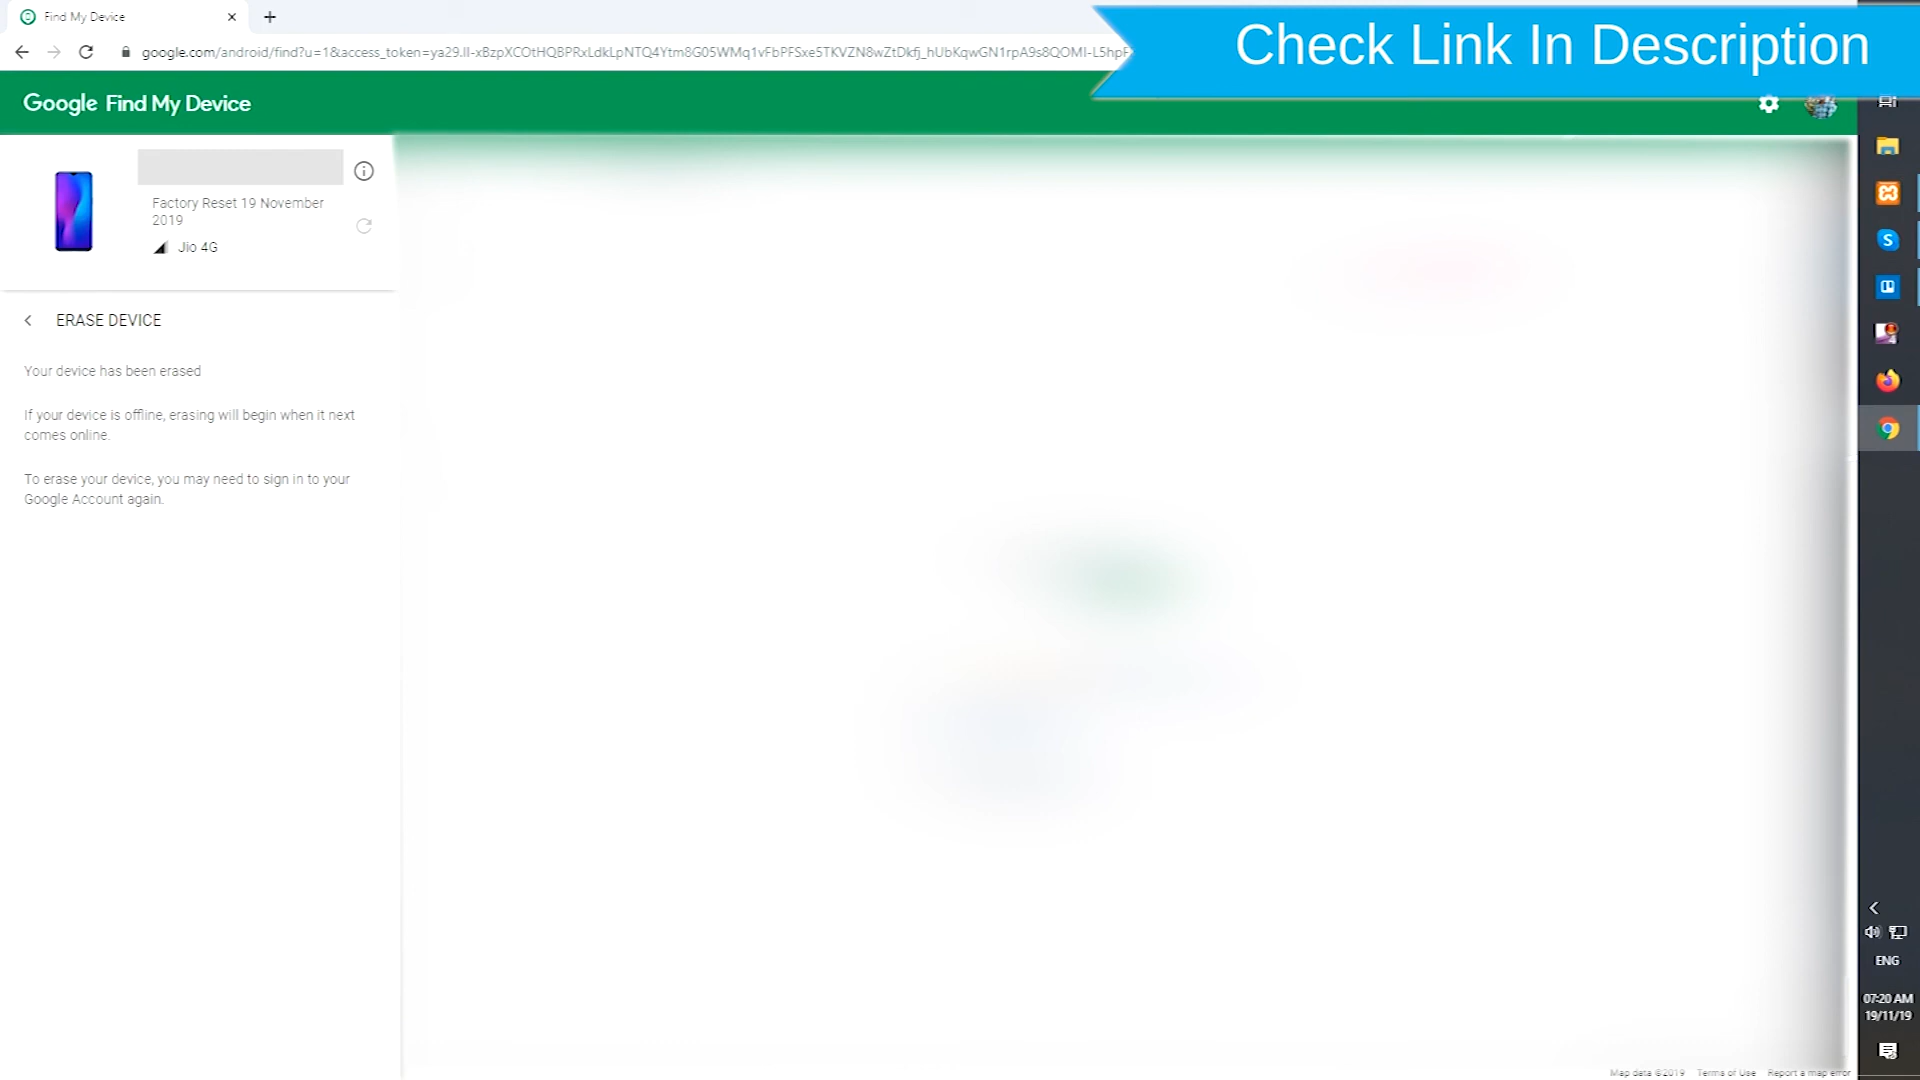 Find My Device
Check Link In Description
google.com/android/find?u=1&access_token=ya29.Il-xBzpXCOtHQBPRxLdkLpNTQ4Ytm8G05WMq1vFbPFSxe5TKVZN8wZtDkfj_hUbKqwGN1rpA9s8QOMI-L5hpF
Google Find My Device
Factory Reset 19 November
2019
Jio 4G
ERASE DEVICE
Your device has been erased
If your device is offline, erasing will begin when it next
comes online.
To erase your device, you may need to sign in to your
Google Account again.
ENG
07:20 AM
19/11/19
Map data ©2019 Terms of Use Report a map error